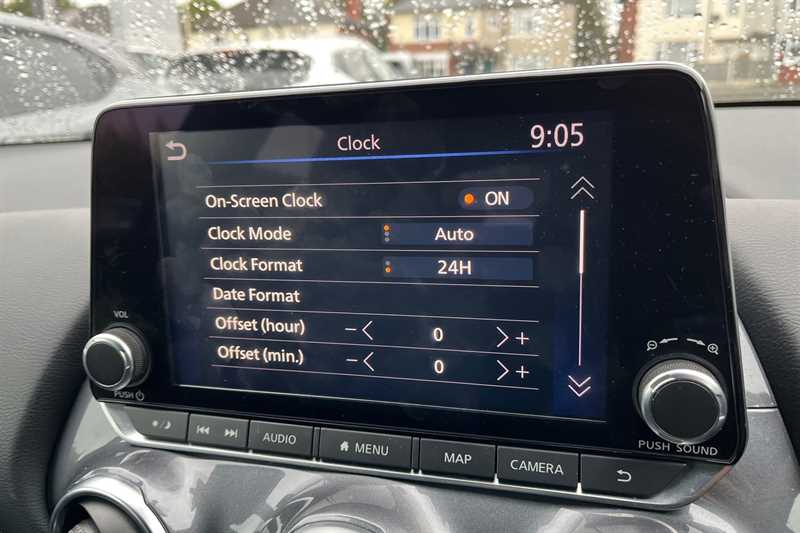 Clock 9:05
On-Screen Clock ON
Clock Mode Auto
Clock Format 24H
Date Format
Offset (hour) − < 0 > +
Offset (min.) − < 0 > +
VOL
PUSH
AUDIO
MENU
MAP
CAMERA
PUSH SOUND